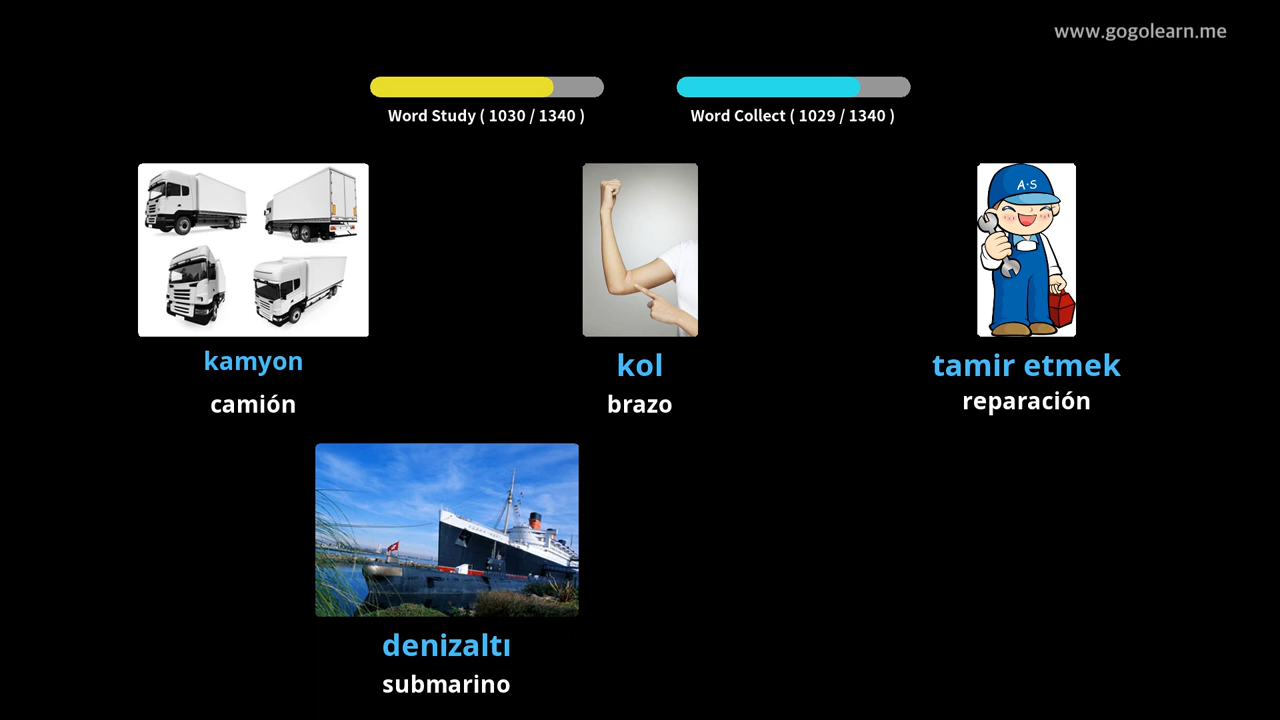 www.gogolearn.me
Word Study ( 1030 / 1340 )
Word Collect ( 1029 / 1340 )
A·S
kamyon
camión
kol
brazo
tamir etmek
reparación
denizaltı
submarino